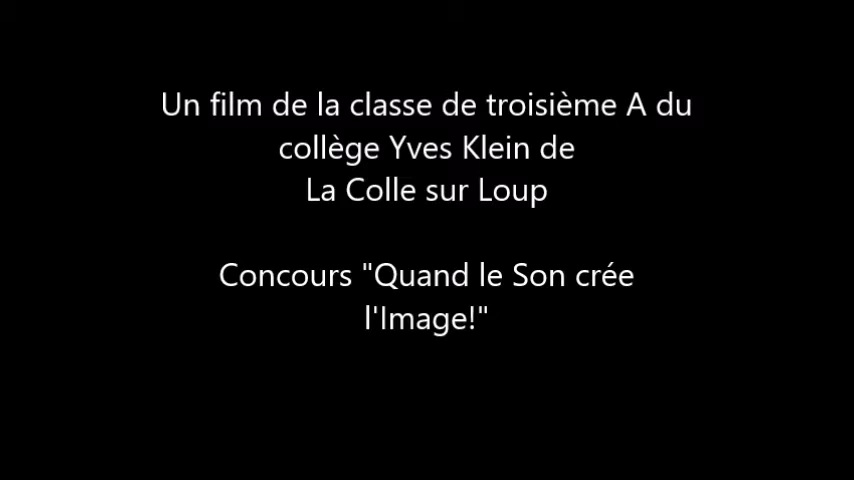 Un film de la classe de troisième A du
collège Yves Klein de
La Colle sur Loup
Concours "Quand le Son crée
l'Image!"